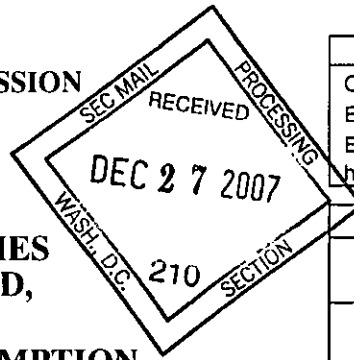 SSION
SEC MAIL
PROCESSING
RECEIVED
DEC 27 2007
WASH., D.C.
210
SECTION
IES
D,
MPTION